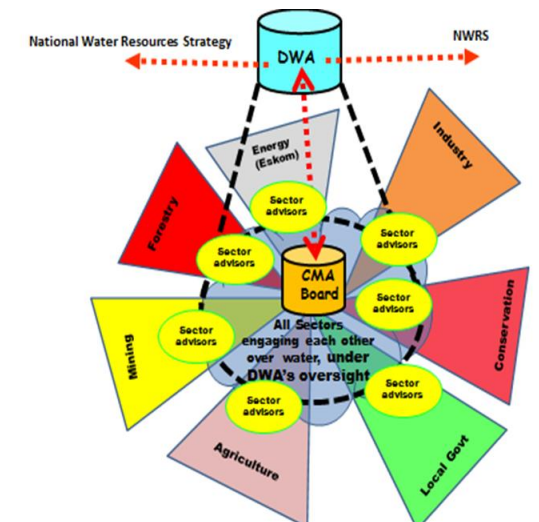 National Water Resources Strategy
NWRS
DWA
Energy
(Eskom)
Industry
Forestry
Sector
advisors
Sector
advisors
Sector
advisors
CMA
Board
Sector
advisors
Conservation
Mining
Sector
advisors
All Sectors
engaging each other
over water, under
DWA's oversight
Sector
advisors
Sector
advisors
Agriculture
Local Govt